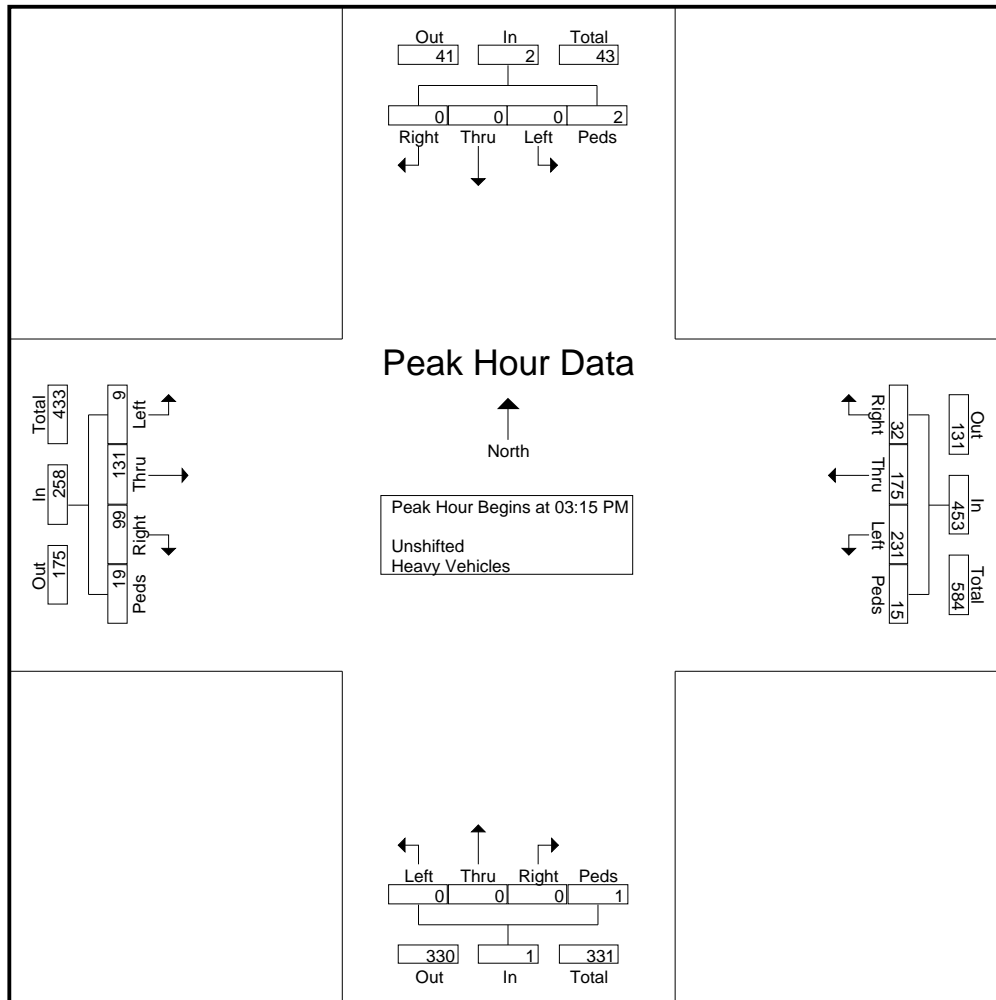 Out In Total
41 2 43
0 0 0 2
Right Thru Left Peds
Peak Hour Data
North
Peak Hour Begins at 03:15 PM
Unshifted
Heavy Vehicles
Total In Out
433 258 175
9 131 99 19
Left Thru Right Peds
Right Thru Left Peds
32 175 231 15
Out In Total
131 453 584
Left Thru Right Peds
0 0 0 1
330 1 331
Out In Total